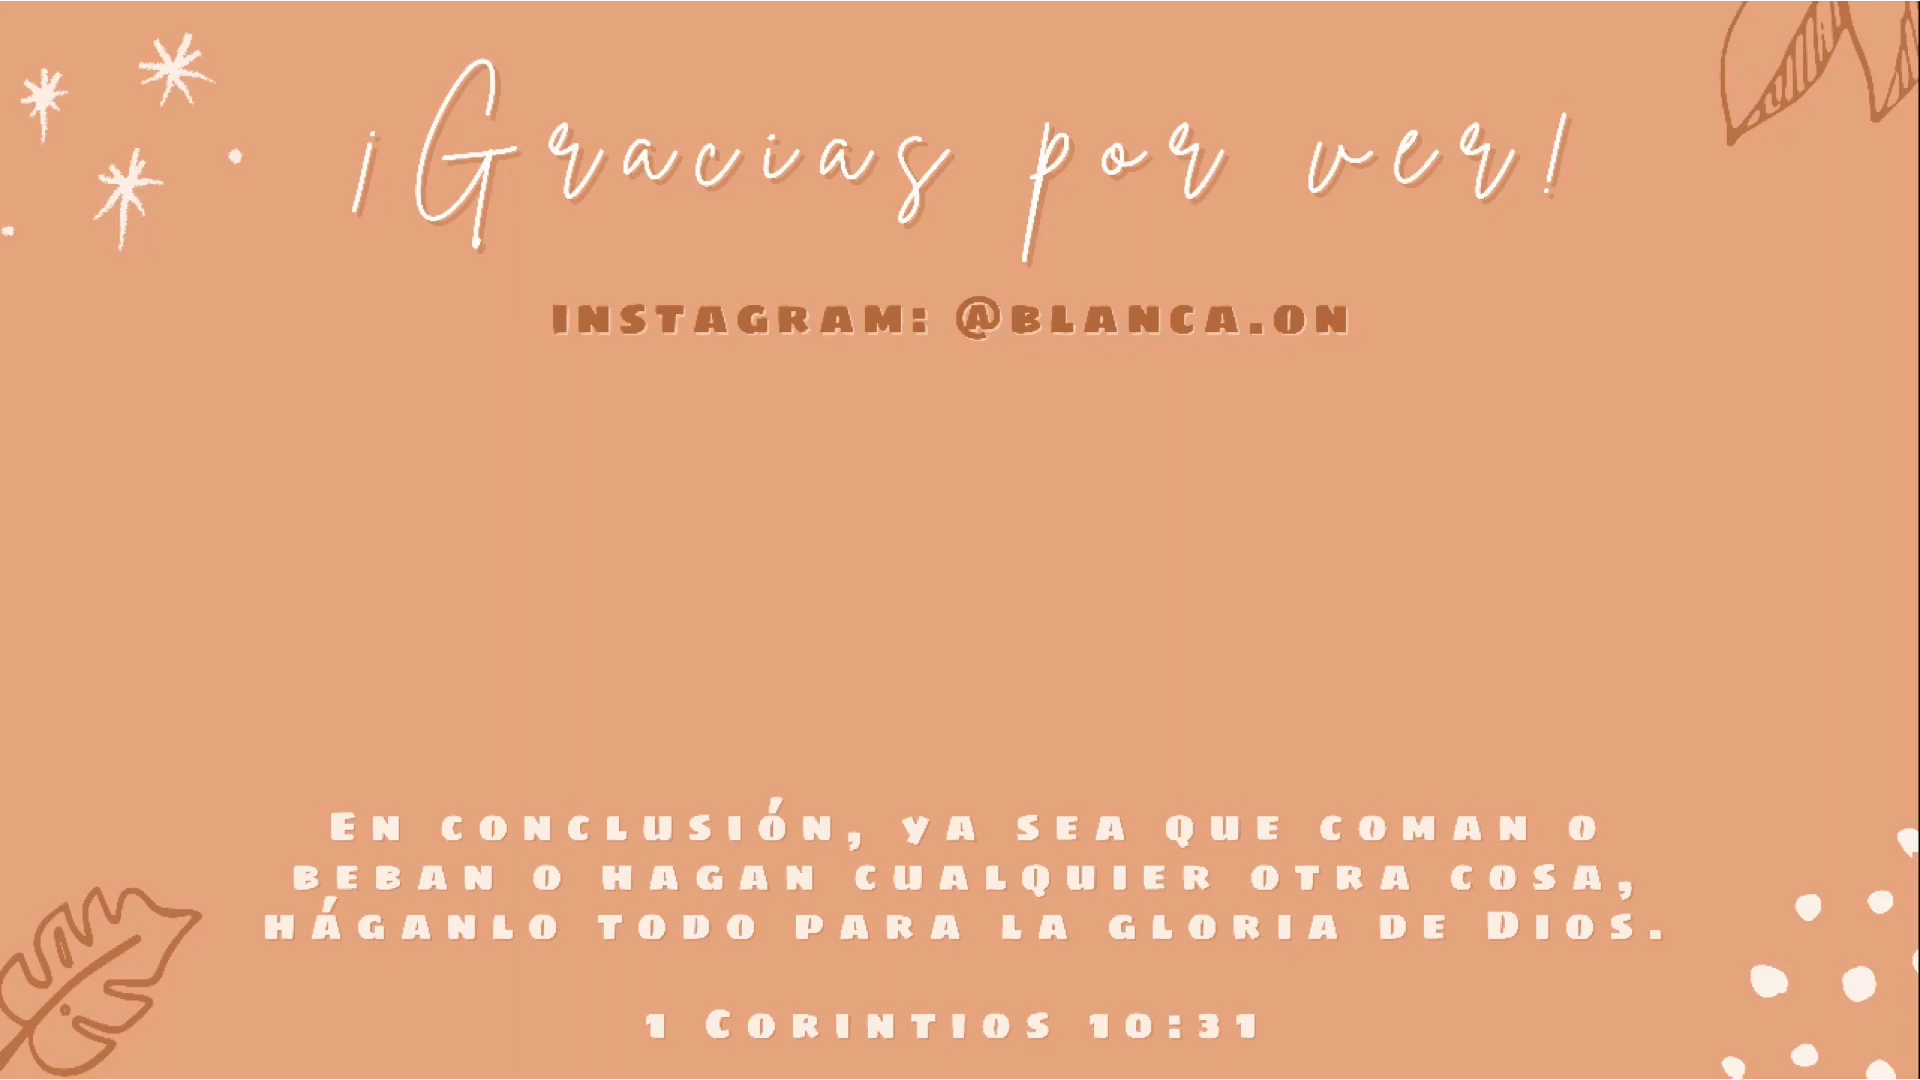 ¡Gracias por ver!
INSTAGRAM: @BLANCA.ON
En conclusión, ya sea que coman o
beban o hagan cualquier otra cosa,
háganlo todo para la gloria de Dios.
1 Corintios 10:31